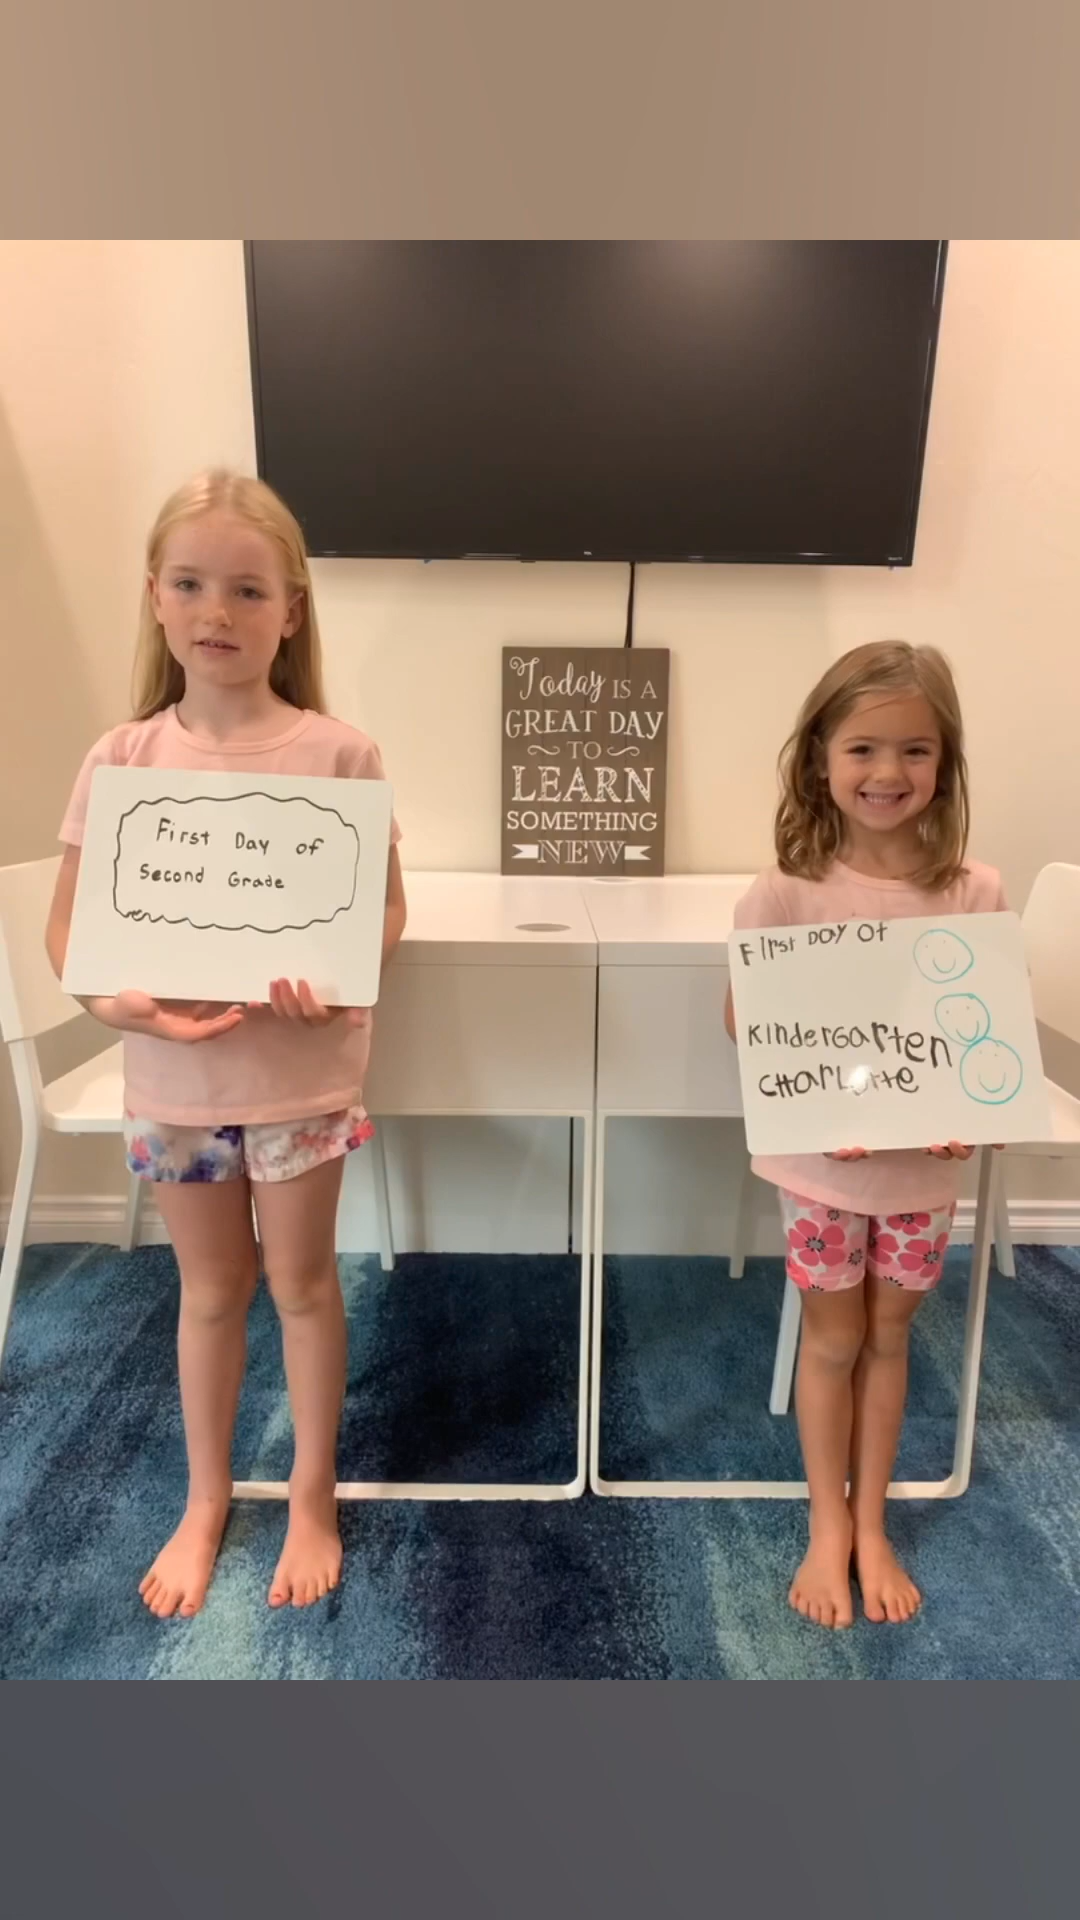 First Day of
Second Grade
Today IS A
GREAT DAY
TO
LEARN
SOMETHING
NEW
First DAY Of
KindergArten
CHArLotte